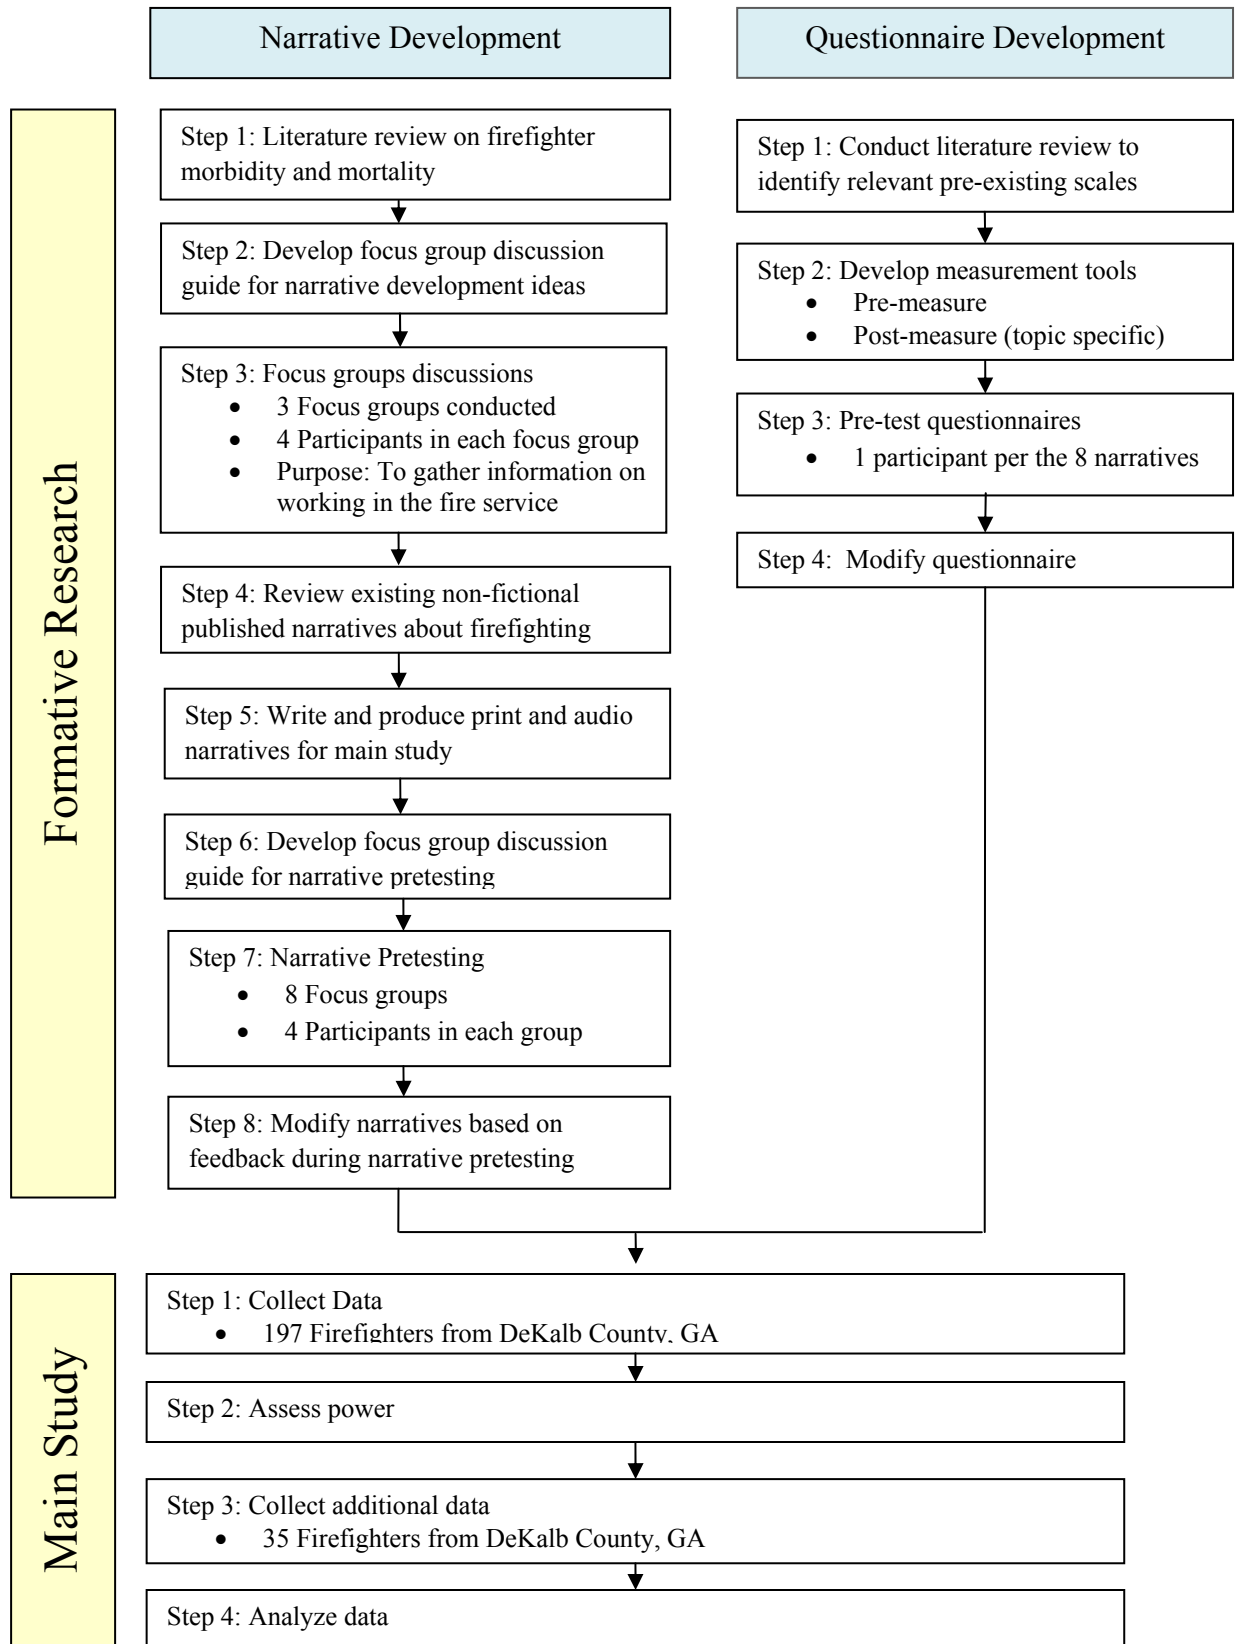 Narrative Development
Questionnaire Development
Formative Research
Step 1: Literature review on firefighter
morbidity and mortality
Step 2: Develop focus group discussion
guide for narrative development ideas
Step 3: Focus groups discussions
• 3 Focus groups conducted
• 4 Participants in each focus group
• Purpose: To gather information on
working in the fire service
Step 4: Review existing non-fictional
published narratives about firefighting
Step 5: Write and produce print and audio
narratives for main study
Step 6: Develop focus group discussion
guide for narrative pretesting
Step 7: Narrative Pretesting
• 8 Focus groups
• 4 Participants in each group
Step 8: Modify narratives based on
feedback during narrative pretesting
Step 1: Conduct literature review to
identify relevant pre-existing scales
Step 2: Develop measurement tools
• Pre-measure
• Post-measure (topic specific)
Step 3: Pre-test questionnaires
• 1 participant per the 8 narratives
Step 4:  Modify questionnaire
Main Study
Step 1: Collect Data
• 197 Firefighters from DeKalb County, GA
Step 2: Assess power
Step 3: Collect additional data
• 35 Firefighters from DeKalb County, GA
Step 4: Analyze data